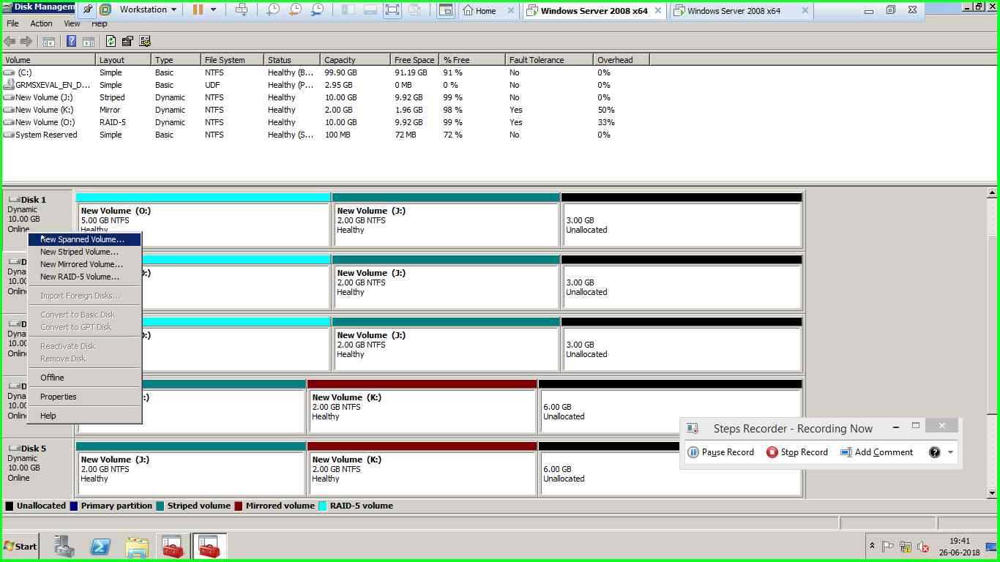 Disk Managem
Workstation
Home
Windows Server 2008 x64
Windows Server 2008 x64
File Action View Help
Volume Layout Type File System Status Capacity Free Space % Free Fault Tolerance Overhead
(C:) Simple Basic NTFS Healthy (B... 99.90 GB 91.19 GB 91 % No 0%
GRMSXEVAL_EN_D... Simple Basic UDF Healthy (P... 2.95 GB 0 MB 0 % No 0%
New Volume (J:) Striped Dynamic NTFS Healthy 10.00 GB 9.92 GB 99 % No 0%
New Volume (K:) Mirror Dynamic NTFS Healthy 2.00 GB 1.96 GB 98 % Yes 50%
New Volume (O:) RAID-5 Dynamic NTFS Healthy 10.00 GB 9.92 GB 99 % Yes 33%
System Reserved Simple Basic NTFS Healthy (S... 100 MB 72 MB 72 % No 0%
Disk 1
Dynamic
10.00 GB
Online
New Volume (O:)
5.00 GB NTFS
Healthy
New Volume (J:)
2.00 GB NTFS
Healthy
3.00 GB
Unallocated
New Spanned Volume...
New Striped Volume...
New Mirrored Volume...
New RAID-5 Volume...
Import Foreign Disks...
Convert to Basic Disk
Convert to GPT Disk
Reactivate Disk
Remove Disk
Offline
Properties
Help
D
Dyna
10.00
Onlin
):)
New Volume (J:)
2.00 GB NTFS
Healthy
3.00 GB
Unallocated
D
Dyna
10.00
Onlin
):)
New Volume (J:)
2.00 GB NTFS
Healthy
3.00 GB
Unallocated
D
Dyna
10.00
Onlin
:)
New Volume (K:)
2.00 GB NTFS
Healthy
6.00 GB
Unallocated
Disk 5
Dynamic
10.00 GB
Online
New Volume (J:)
2.00 GB NTFS
Healthy
New Volume (K:)
2.00 GB NTFS
Healthy
6.00 GB
Unallocated
Steps Recorder - Recording Now
Pause Record Stop Record Add Comment
Unallocated Primary partition Striped volume Mirrored volume RAID-5 volume
Start
19:41
26-06-2018